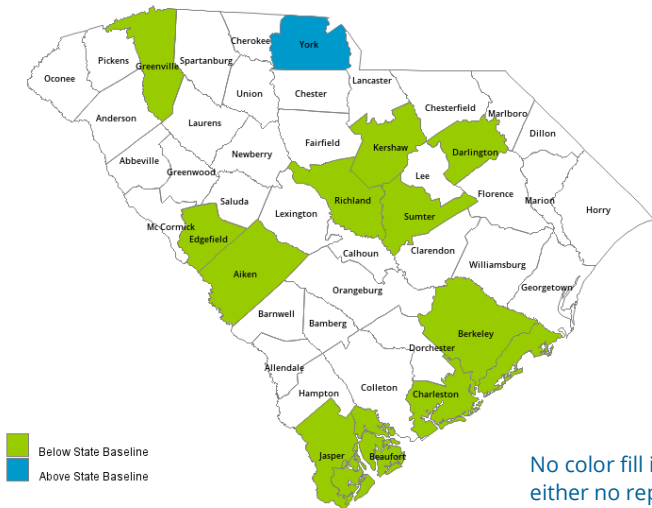 York
Cherokee
Pickens
Greenville
Spartanburg
Oconee
Lancaster
Union
Chester
Chesterfield
Marlboro
Anderson
Laurens
Dillon
Fairfield
Kershaw
Darlington
Newberry
Abbeville
Greenwood
Lee
Florence
Marion
Saluda
Richland
Horry
Lexington
Sumter
McCormick
Edgefield
Calhoun
Clarendon
Williamsburg
Aiken
Georgetown
Orangeburg
Barnwell
Bamberg
Berkeley
Dorchester
Allendale
Colleton
Hampton
Charleston
Jasper
Beaufort
Below State Baseline
Above State Baseline
No color fill i
either no rep